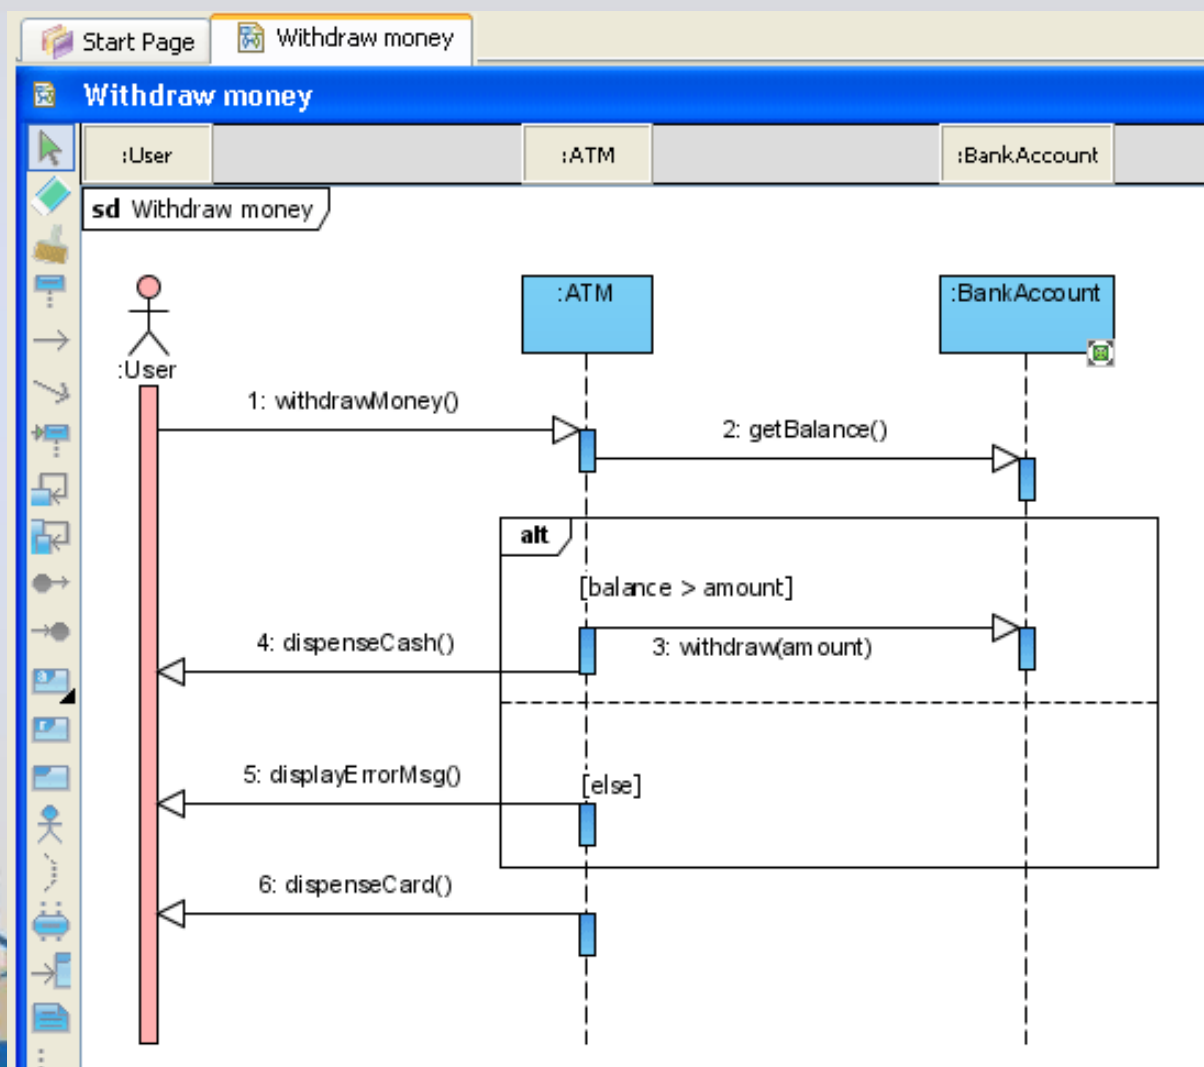 Start Page
Withdraw money
Withdraw money
:User
:ATM
:BankAccount
sd Withdraw money
:ATM
:BankAccount
:User
1: withdrawMoney()
2: getBalance()
alt
[balance > amount]
4: dispenseCash()
3: withdraw(amount)
5: displayErrorMsg()
[else]
6: dispenseCard()